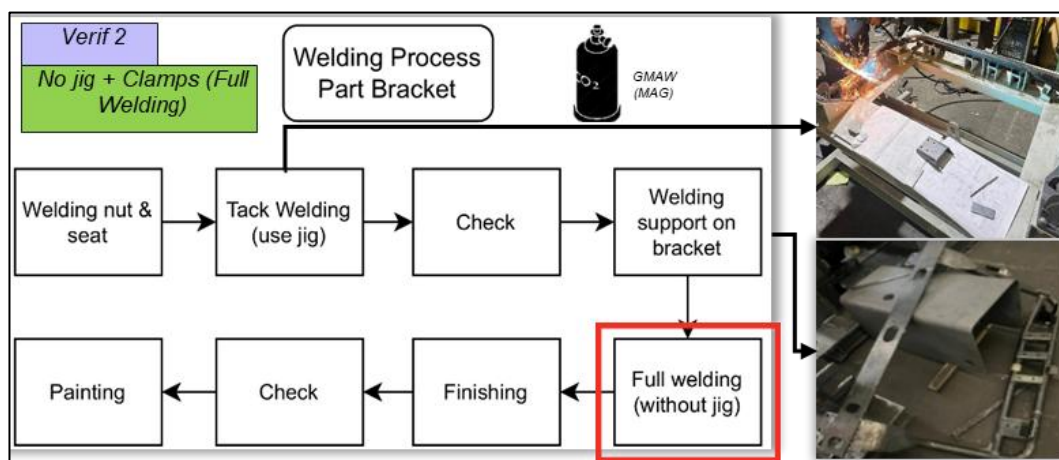 Verif 2
No jig + Clamps (Full
Welding)
Welding Process
Part Bracket
CO2
GMAW
(MAG)
Welding nut &
seat
Tack Welding
(use jig)
Check
Welding
support on
bracket
Painting
Check
Finishing
Full welding
(without jig)